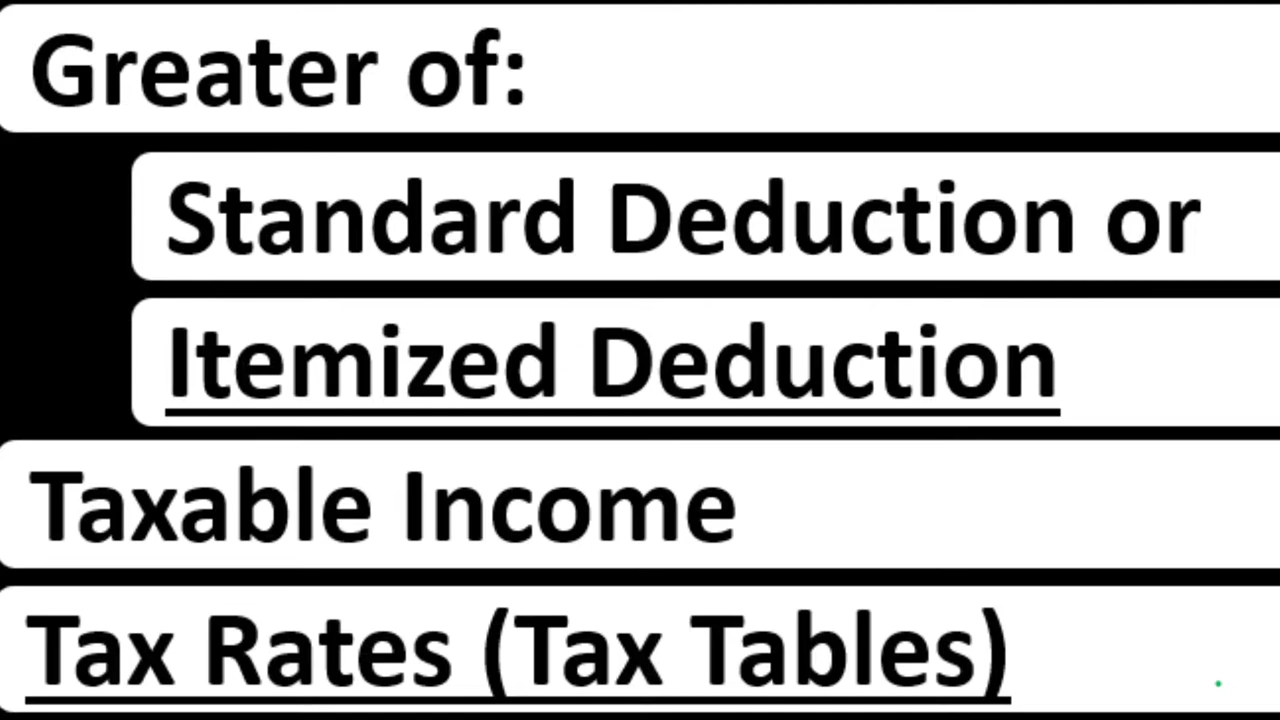 Greater of:
Standard Deduction or
Itemized Deduction
Taxable Income
Tax Rates (Tax Tables)